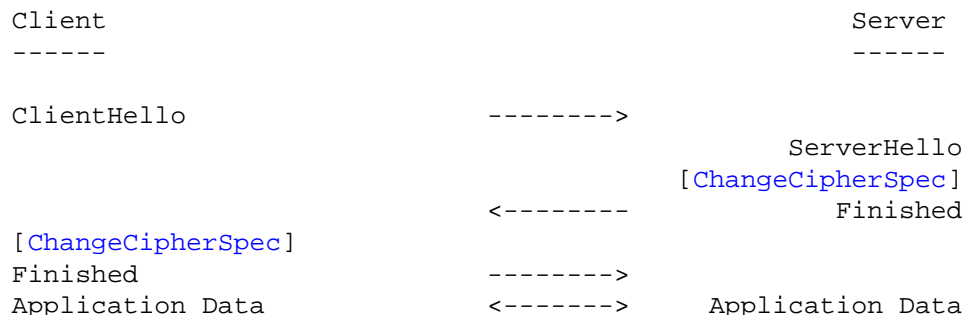 Client                                                Server
------                                                ------
ClientHello                   -------->
                                                 ServerHello
                                          [ChangeCipherSpec]
                              <--------             Finished
[ChangeCipherSpec]
Finished                      -------->
Application Data              <------->     Application Data